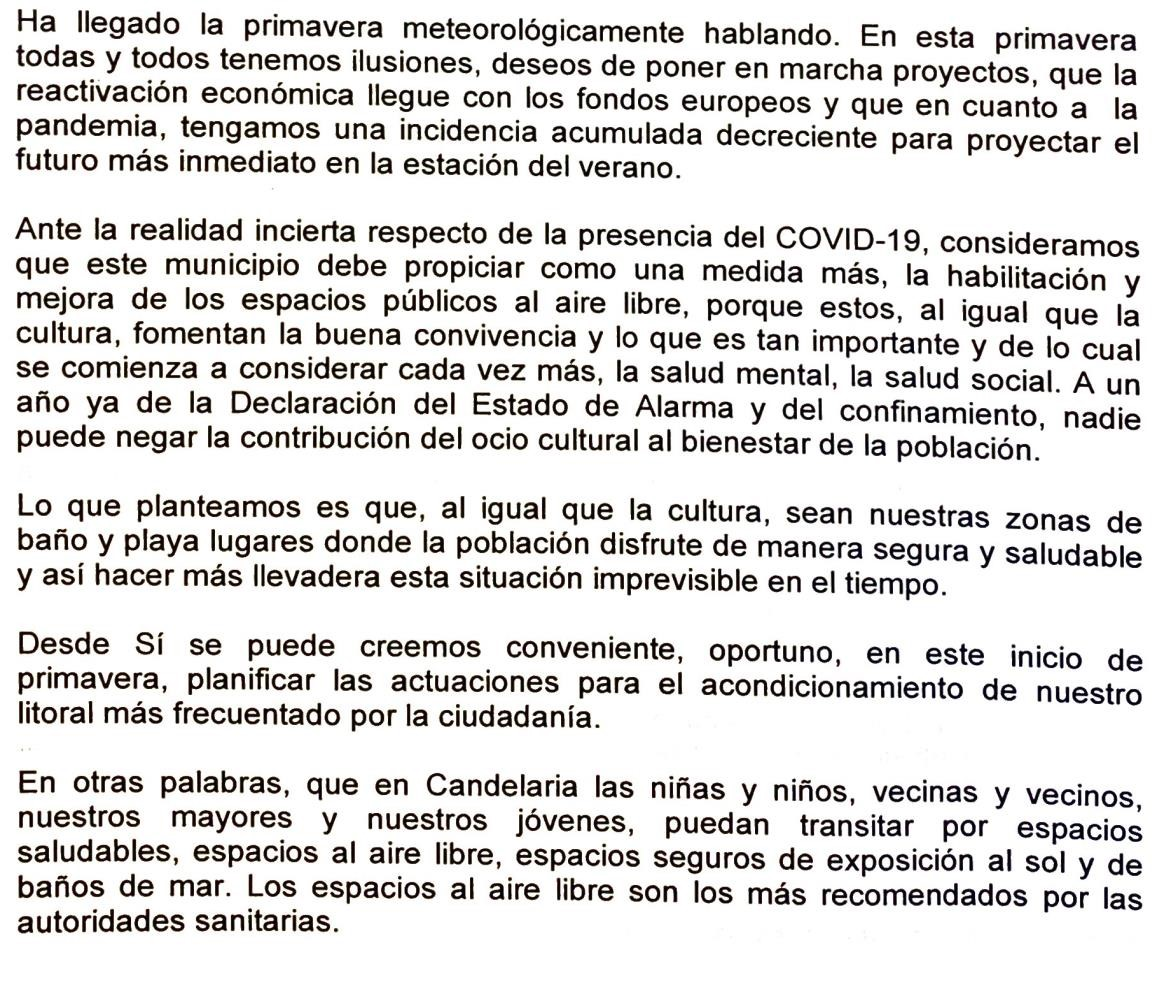 Ha llegado la primavera meteorológicamente hablando. En esta primavera
todas y todos tenemos ilusiones, deseos de poner en marcha proyectos, que la
reactivación económica llegue con los fondos europeos y que en cuanto a la
pandemia, tengamos una incidencia acumulada decreciente para proyectar el
futuro más inmediato en la estación del verano.
Ante la realidad incierta respecto de la presencia del COVID-19, consideramos
que este municipio debe propiciar como una medida más, la habilitación y
mejora de los espacios públicos al aire libre, porque estos, al igual que la
cultura, fomentan la buena convivencia y lo que es tan importante y de lo cual
se comienza a considerar cada vez más, la salud mental, la salud social. A un
año ya de la Declaración del Estado de Alarma y del confinamiento, nadie
puede negar la contribución del ocio cultural al bienestar de la población.
Lo que planteamos es que, al igual que la cultura, sean nuestras zonas de
baño y playa lugares donde la población disfrute de manera segura y saludable
y así hacer más llevadera esta situación imprevisible en el tiempo.
Desde Sí se puede creemos conveniente, oportuno, en este inicio de
primavera, planificar las actuaciones para el acondicionamiento de nuestro
litoral más frecuentado por la ciudadanía.
En otras palabras, que en Candelaria las niñas y niños, vecinas y vecinos,
nuestros mayores y nuestros jóvenes, puedan transitar por espacios
saludables, espacios al aire libre, espacios seguros de exposición al sol y de
baños de mar. Los espacios al aire libre son los más recomendados por las
autoridades sanitarias.